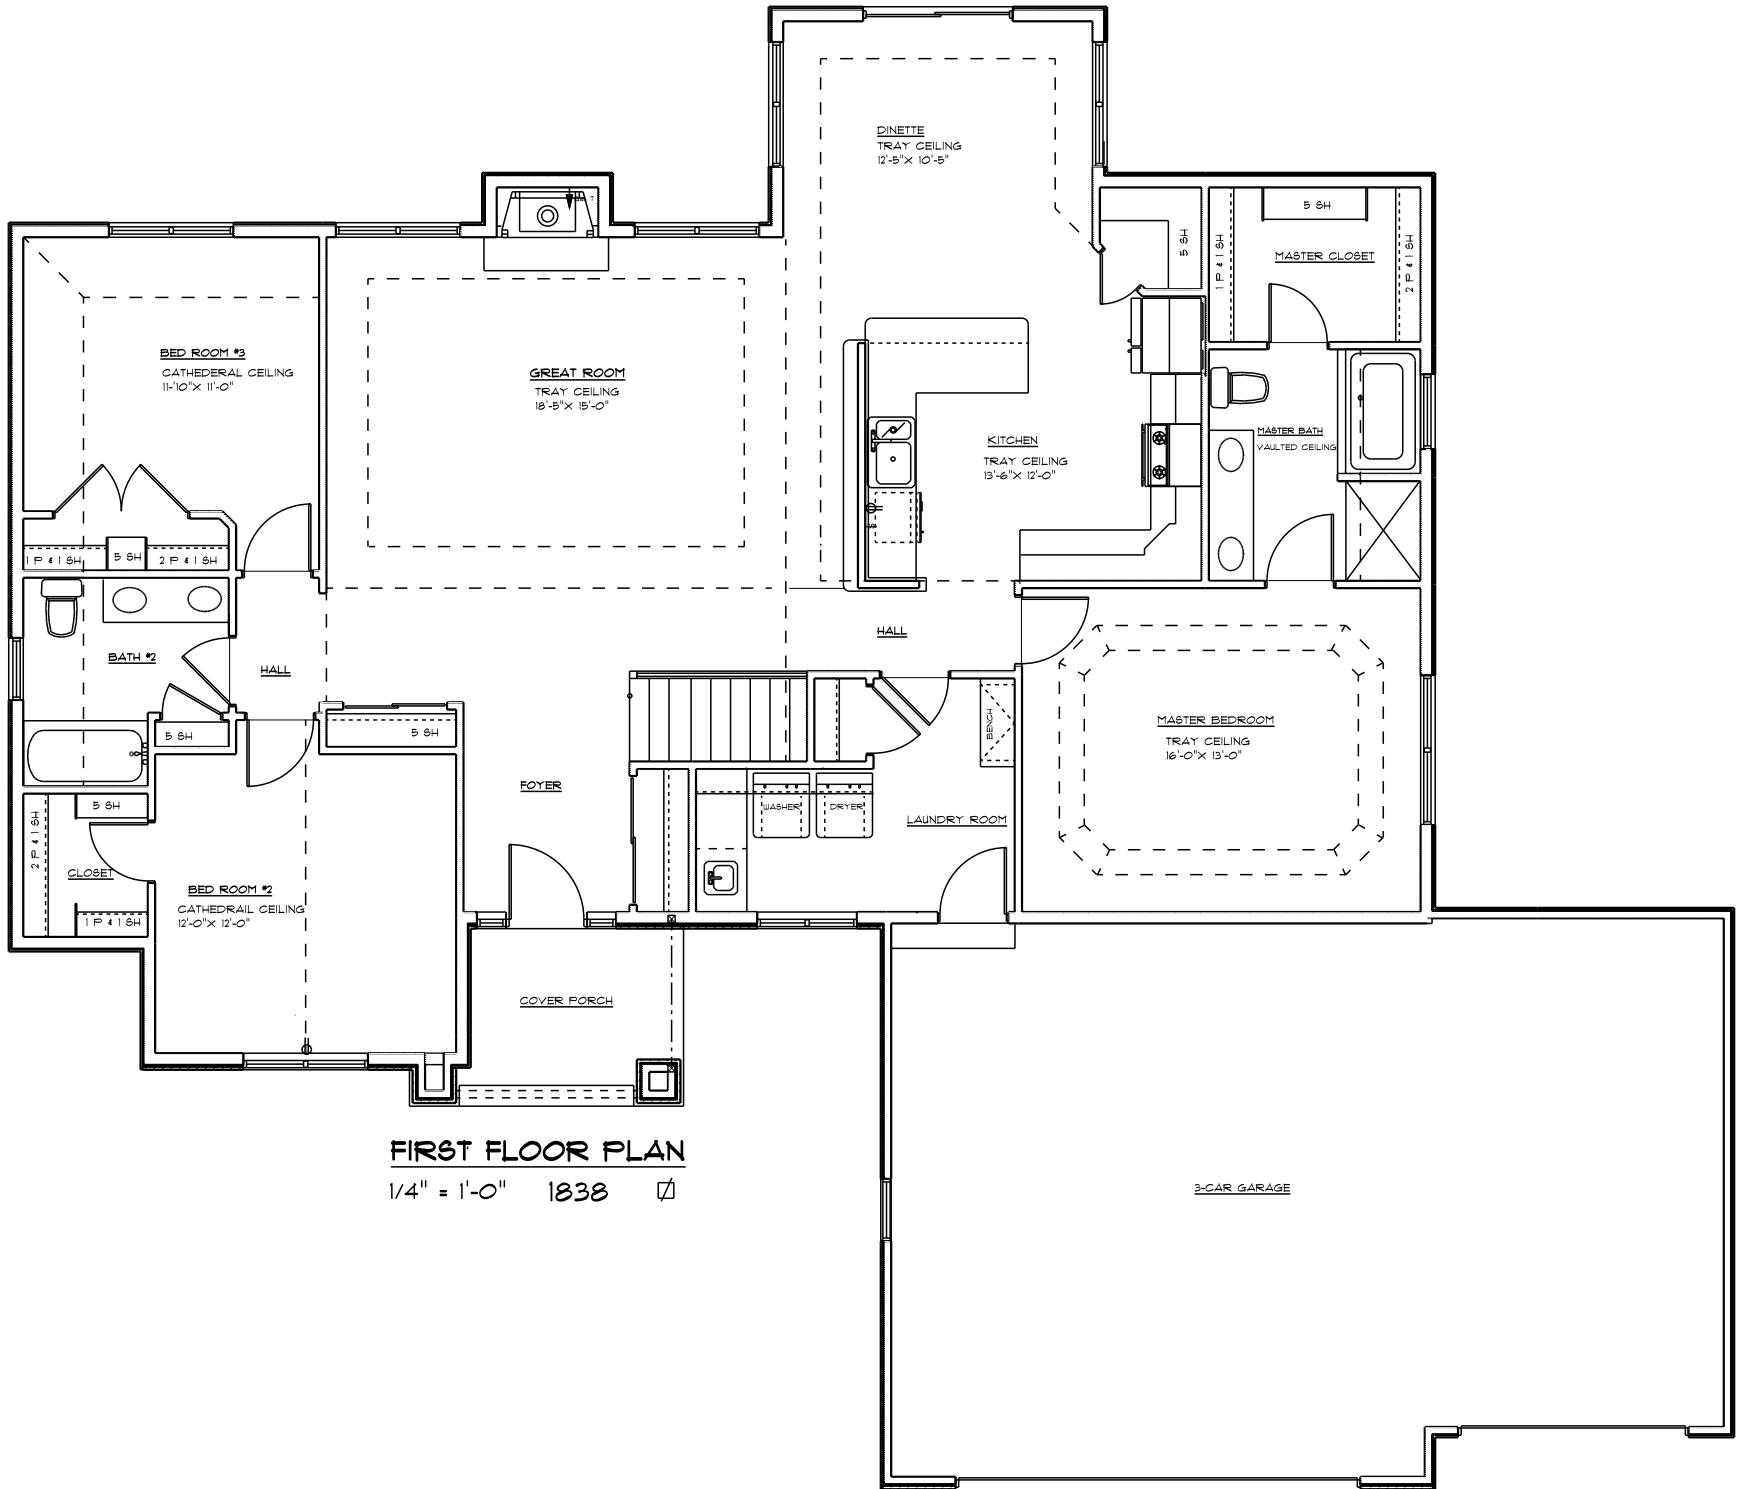 DINETTE
TRAY CEILING
12'-5"X 10'-5"
5 SH
5 SH
1 P & 1 SH
2 P & 1 SH
MASTER CLOSET
BED ROOM #3
CATHEDERAL CEILING
11'-10"X 11'-0"
GREAT ROOM
TRAY CEILING
18'-5"X 15'-0"
KITCHEN
TRAY CEILING
13'-6"X 12'-0"
MASTER BATH
VAULTED CEILING
1 P & 1 SH
5 SH
2 P & 1 SH
BATH #2
HALL
HALL
5 SH
5 SH
BENCH
MASTER BEDROOM
TRAY CEILING
16'-0"X 13'-0"
FOYER
5 SH
2 P & 1 SH
WASHER
DRYER
LAUNDRY ROOM
CLOSET
BED ROOM #2
CATHEDRAIL CEILING
12'-0"X 12'-0"
1 P & 1 SH
COVER PORCH
FIRST FLOOR PLAN
1/4" = 1'-0" 1838
3-CAR GARAGE